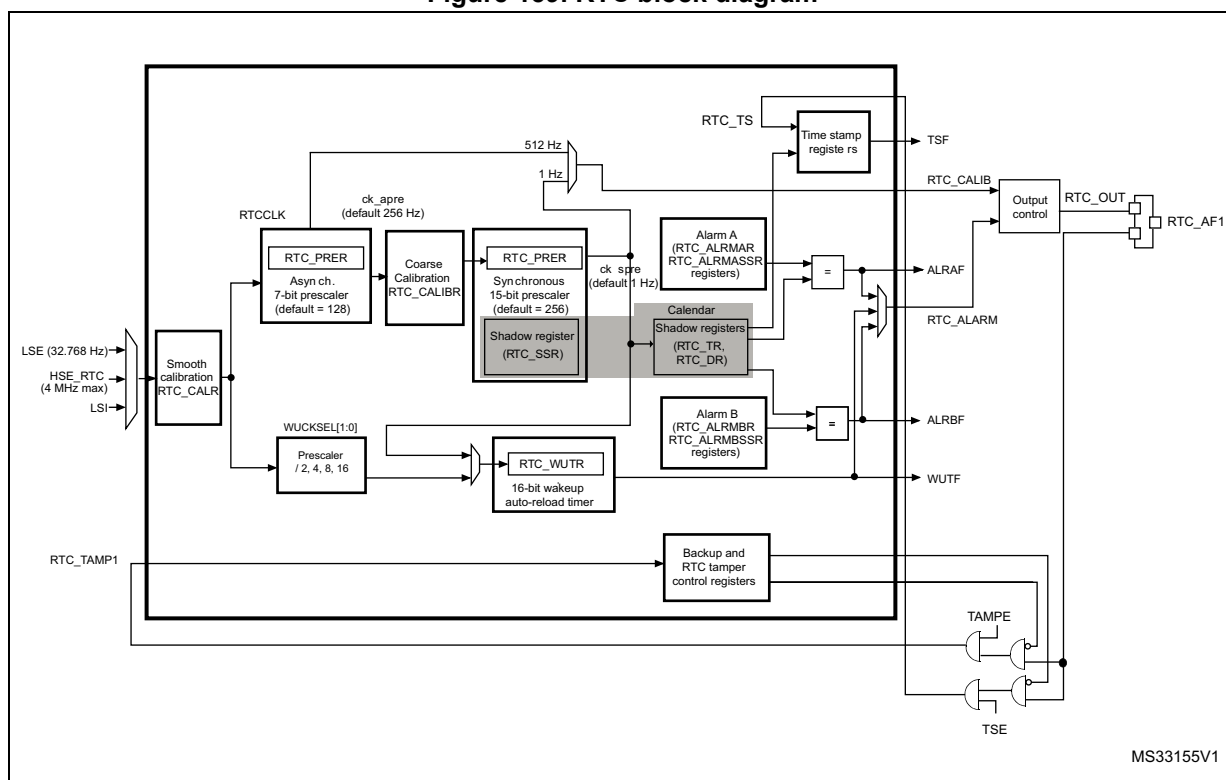 RTC_TS
Time stamp
registe rs
TSF
512 Hz
1 Hz
RTC_CALIB
Output
control
RTC_OUT
RTC_AF1
RTCCLK
ck_apre
(default 256 Hz)
RTC_PRER
Asyn ch.
7-bit prescaler
(default = 128)
Coarse
Calibration
RTC_CALIBR
RTC_PRER
Syn chronous
15-bit prescaler
(default = 256)
ck_spre
(default 1 Hz)
Alarm A
(RTC_ALRMAR
RTC_ALRMASSR
registers)
=
ALRAF
RTC_ALARM
Calendar
Shadow register
(RTC_SSR)
Shadow registers
(RTC_TR,
RTC_DR)
LSE (32.768 Hz)
HSE_RTC
(4 MHz max)
LSI
Smooth
calibration
RTC_CALR
Alarm B
(RTC_ALRMBR
RTC_ALRMBSSR
registers)
=
ALRBF
WUCKSEL[1:0]
Prescaler
/ 2, 4, 8, 16
RTC_WUTR
16-bit wakeup
auto-reload timer
WUTF
RTC_TAMP1
Backup and
RTC tamper
control registers
TAMPE
TSE
MS33155V1